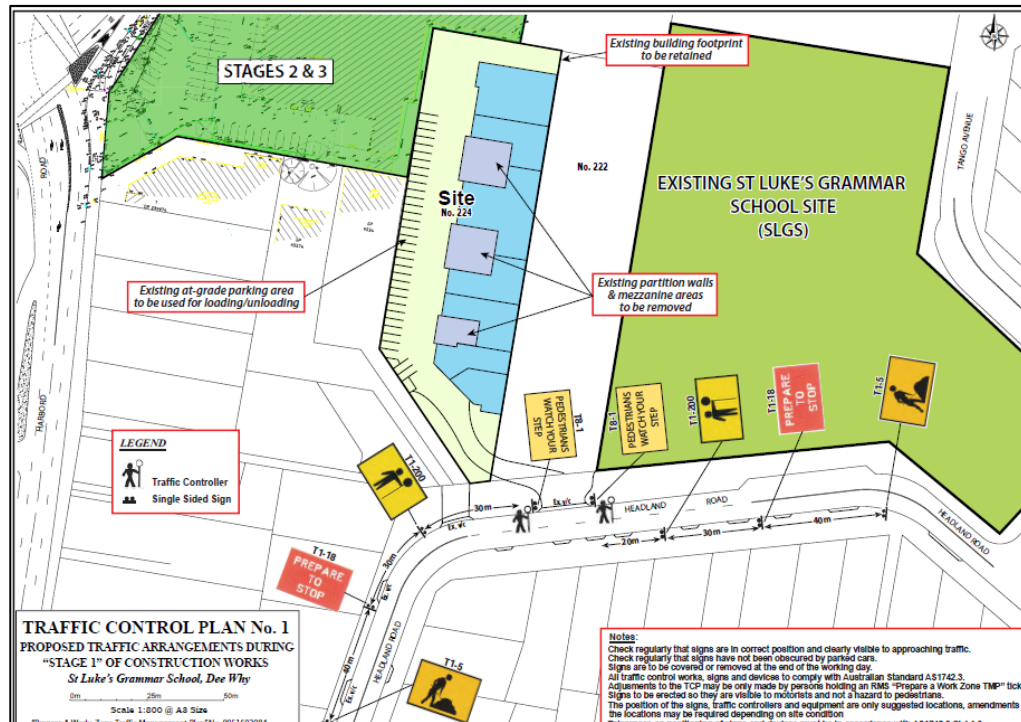 STAGES 2 & 3
Existing building footprint
to be retained
No. 222
TANGO AVENUE
ROAD
EXISTING ST LUKE'S GRAMMAR
SCHOOL SITE
(SLGS)
Site
No. 224
Existing at-grade parking area
to be used for loading/unloading
Existing partition walls
& mezzanine areas
to be removed
HARBORD
LEGEND
Traffic Controller
Single Sided Sign
T1-200
T8-1
PEDESTRIANS
WATCH YOUR
STEP
T8-1
PEDESTRIANS
WATCH YOUR
STEP
T1-200
T1-18
PREPARE
TO
STOP
T1-5
30m
Ex. v/c
Ex. v/c
HEADLAND ROAD
20m
30m
40m
HEADLAND ROAD
T1-18
PREPARE
TO
STOP
30m
Ex. v/c
HEADLAND ROAD
40m
Ex. v/c
T1-5
TRAFFIC CONTROL PLAN No. 1
PROPOSED TRAFFIC ARRANGEMENTS DURING
"STAGE 1" OF CONSTRUCTION WORKS
St Luke's Grammar School, Dee Why
0m 25m 50m
Scale 1:800 @ A3 Size
Notes:
Check regularly that signs are in correct position and clearly visible to approaching traffic.
Check regularly that signs have not been obscured by parked cars.
Signs are to be covered or removed at the end of the working day.
All traffic control works, signs and devices to comply with Australian Standard AS1742.3.
Adjustments to the TCP may be only made by persons holding an RMS "Prepare a Work Zone TMP" tick
Signs to be erected so they are visible to motorists and not a hazard to pedestrians.
The position of the signs, traffic controllers and equipment are only suggested locations, amendments
the locations may be required depending on site condition